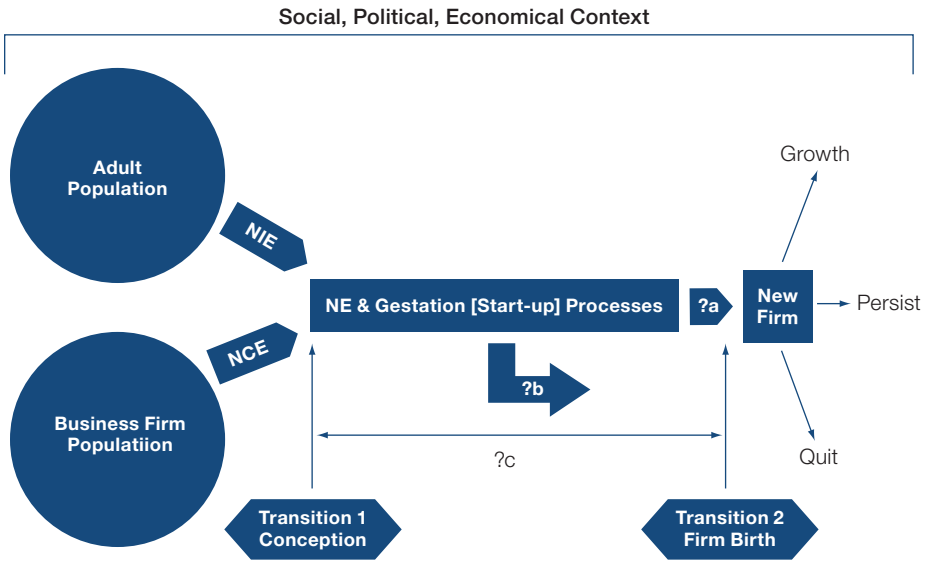 Social, Political, Economical Context
Adult
Population
NIE
Growth
NE & Gestation [Start-up] Processes
?a
New
Firm
Persist
NCE
?b
Business Firm
Populatiion
?c
Quit
Transition 1
Conception
Transition 2
Firm Birth